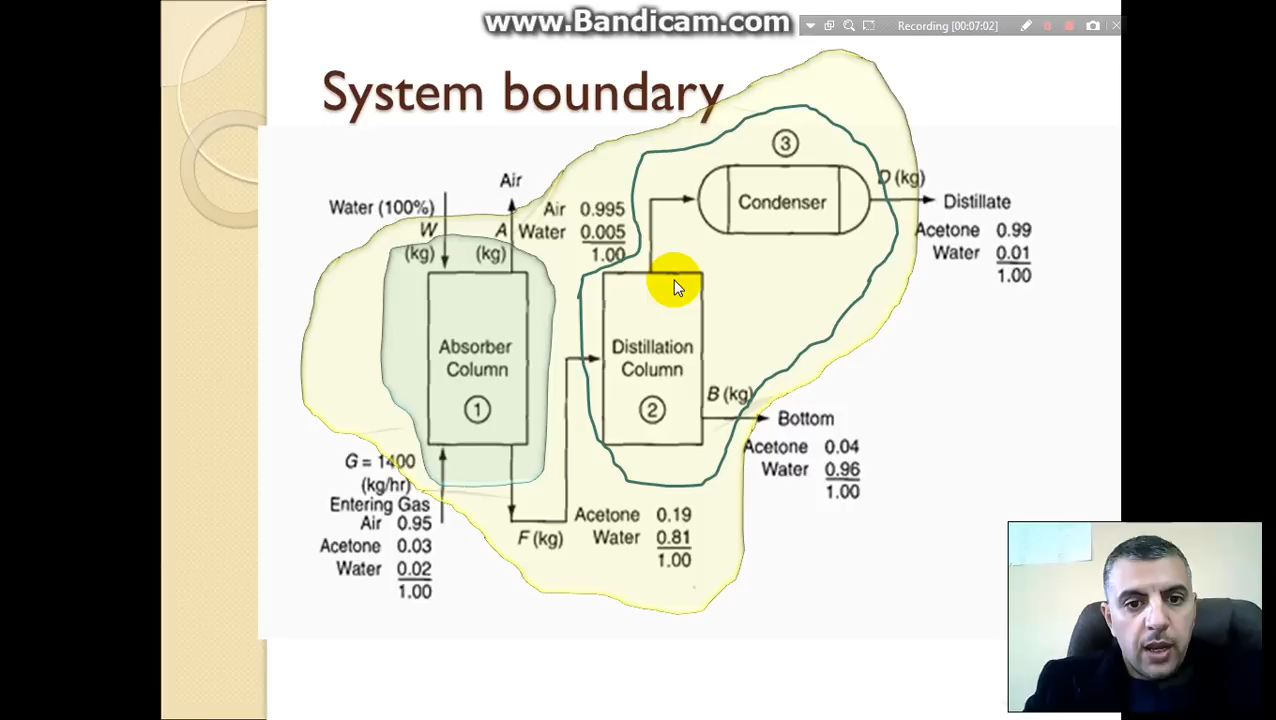 www.Bandicam.com
Recording [00:07:02]
System boundary
3
Air
Water (100%)
W
(kg)
A
(kg)
Air 0.995
Water 0.005
1.00
Condenser
D (kg)
Distillate
Acetone 0.99
Water 0.01
1.00
Absorber
Column
1
Distillation
Column
2
B (kg)
Bottom
Acetone 0.04
Water 0.96
1.00
G = 1400
(kg/hr)
Entering Gas
Air 0.95
Acetone 0.03
Water 0.02
1.00
F (kg)
Acetone 0.19
Water 0.81
1.00